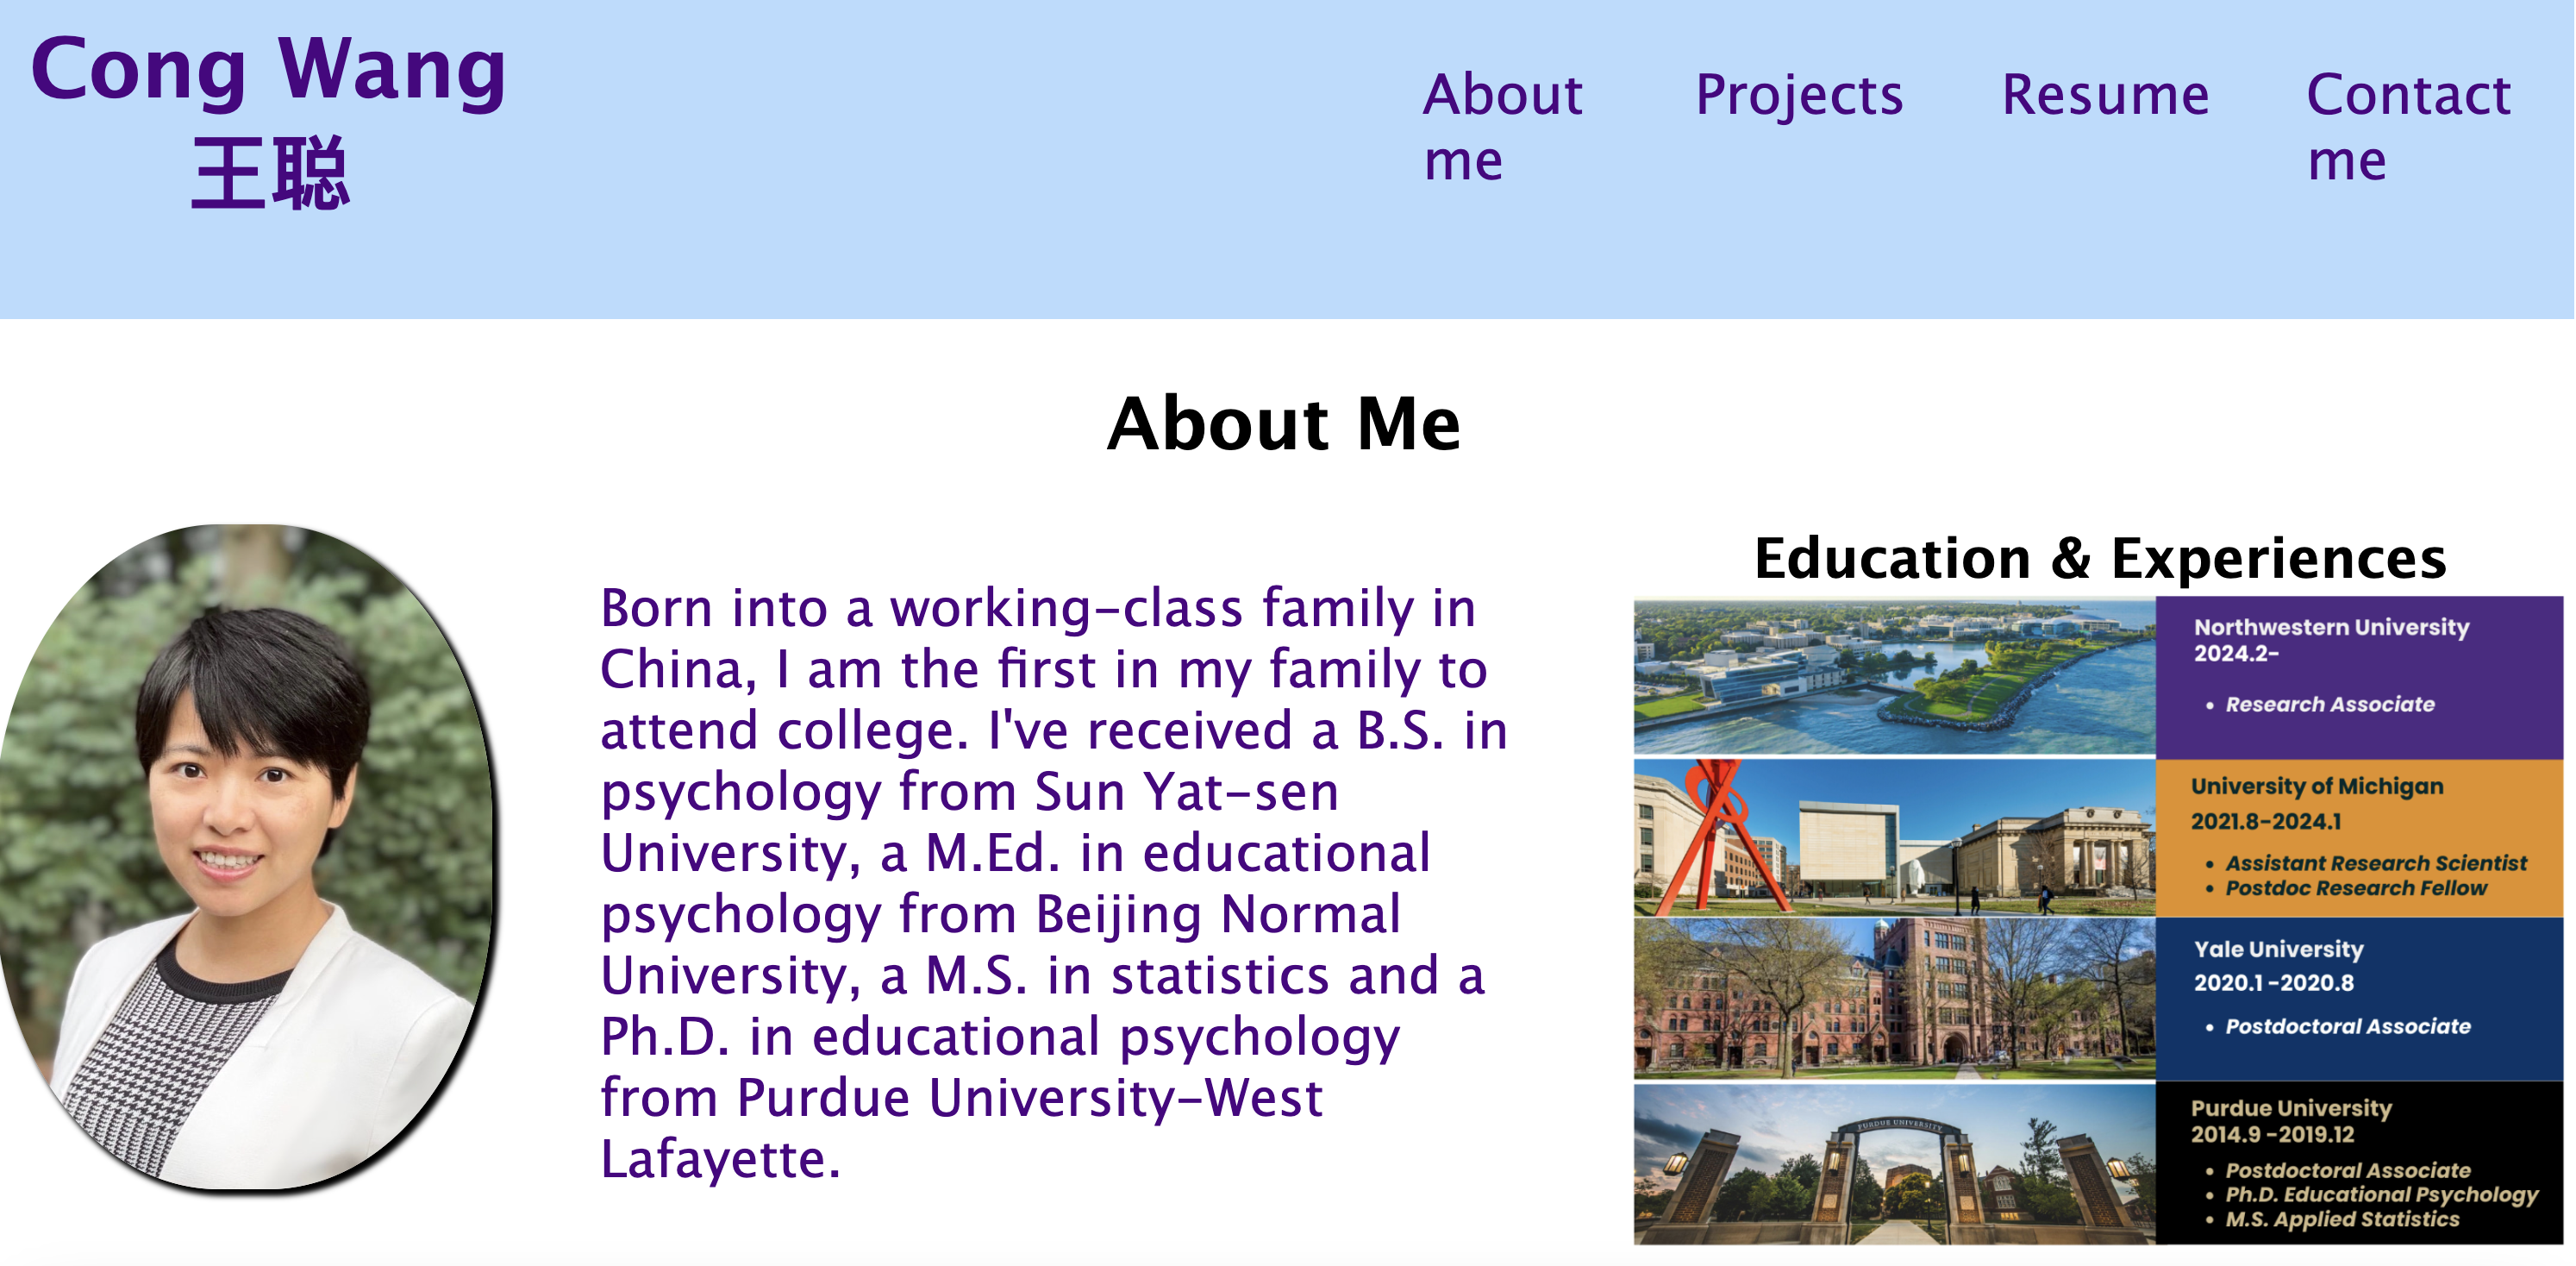 Cong Wang
王聪
About
me
Projects
Resume
Contact
me
About Me
Born into a working-class family in
China, I am the first in my family to
attend college. I've received a B.S. in
psychology from Sun Yat-sen
University, a M.Ed. in educational
psychology from Beijing Normal
University, a M.S. in statistics and a
Ph.D. in educational psychology
from Purdue University-West
Lafayette.
Education & Experiences
Northwestern University
2024.2-
• Research Associate
University of Michigan
2021.8-2024.1
• Assistant Research Scientist
• Postdoc Research Fellow
Yale University
2020.1 -2020.8
• Postdoctoral Associate
PURDUE UNIVERSITY
Purdue University
2014.9 -2019.12
• Postdoctoral Associate
• Ph.D. Educational Psychology
• M.S. Applied Statistics